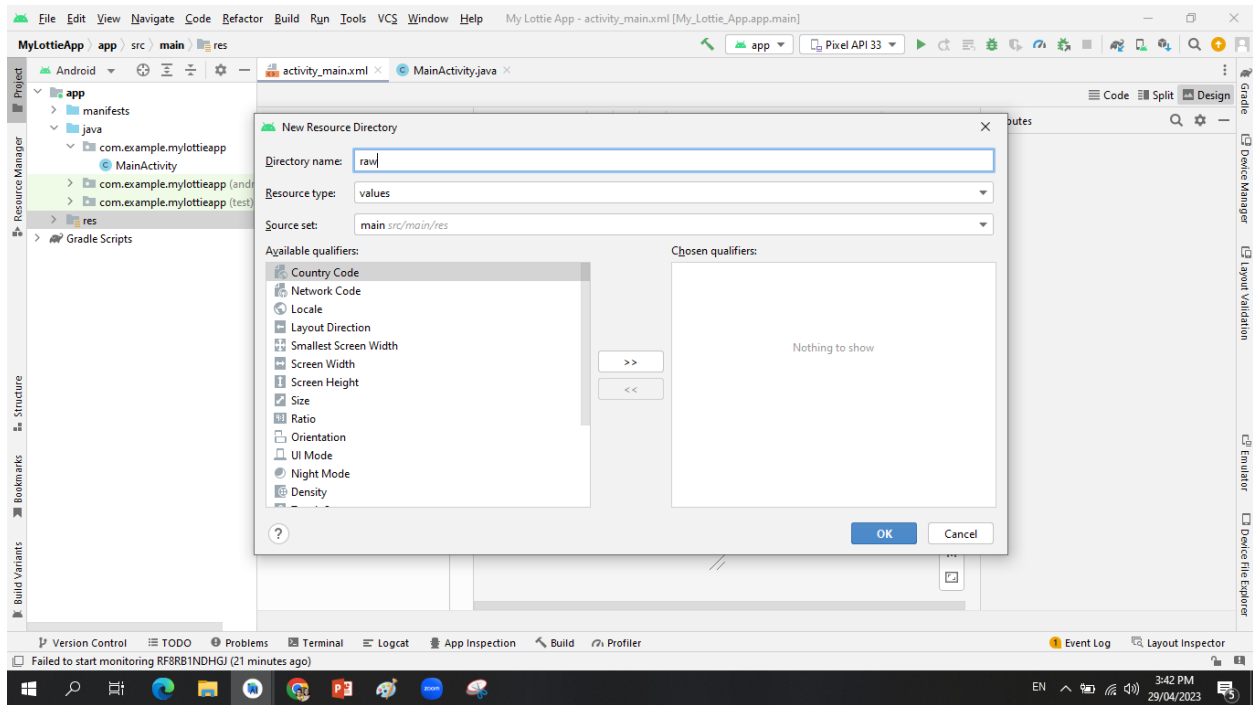 File Edit View Navigate Code Refactor Build Run Tools VCS Window Help My Lottie App - activity_main.xml [My_Lottie_App.app.main]
MyLottieApp app src main res
app Pixel API 33
Android activity_main.xml MainActivity.java
Code Split Design
Project
Resource Manager
Structure
Bookmarks
Build Variants
app
manifests
java
com.example.mylottieapp
MainActivity
com.example.mylottieapp (andr
com.example.mylottieapp (test)
res
Gradle Scripts
New Resource Directory
Directory name: raw
Resource type: values
Source set: main src/main/res
Available qualifiers: Chosen qualifiers:
Country Code
Network Code
Locale
Layout Direction
Smallest Screen Width
Screen Width
Screen Height
Size
Ratio
Orientation
UI Mode
Night Mode
Density
>>
<<
Nothing to show
? OK Cancel
butes
Gradle
Device Manager
Layout Validation
Emulator
Device File Explorer
Version Control TODO Problems Terminal Logcat App Inspection Build Profiler 1 Event Log Layout Inspector
Failed to start monitoring RF8RB1NDHGJ (21 minutes ago)
zoom
EN 3:42 PM
29/04/2023
5